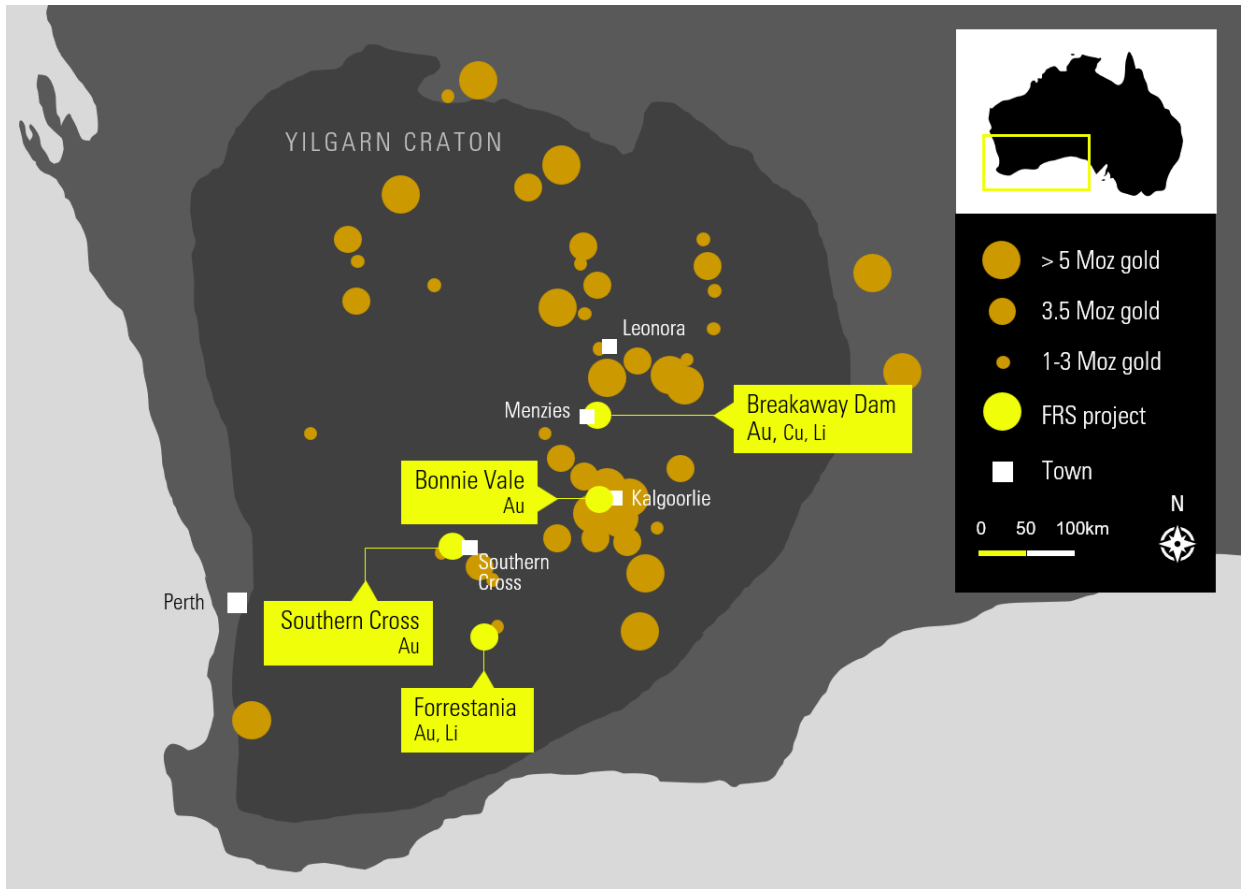 YILGARN CRATON
> 5 Moz gold
3.5 Moz gold
1-3 Moz gold
FRS project
Town
N
0 50 100km
Leonora
Menzies
Breakaway Dam
Au, Cu, Li
Bonnie Vale
Au
Kalgoorlie
Southern
Cross
Perth
Southern Cross
Au
Forrestania
Au, Li